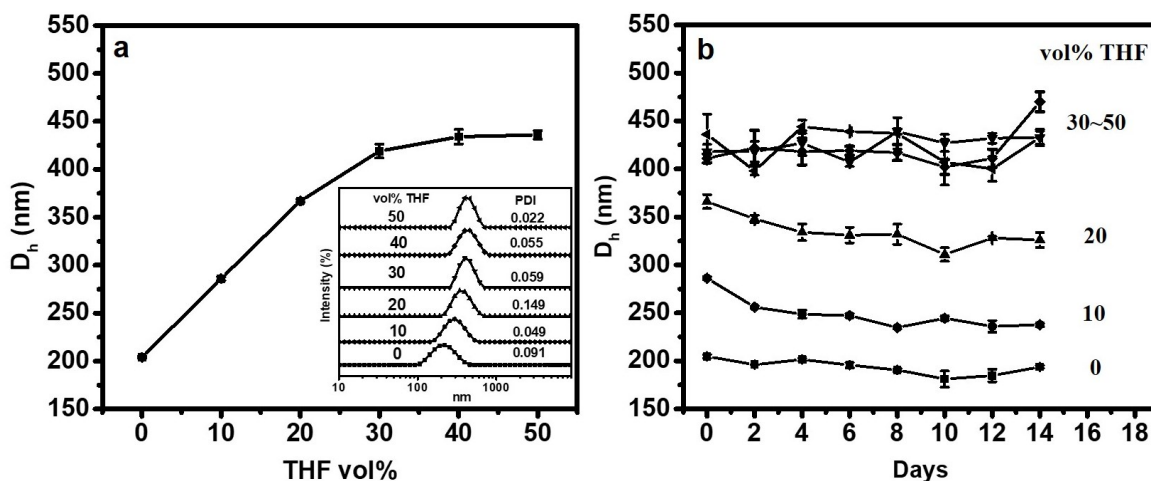 a
D_h (nm)
550
500
450
400
350
300
250
200
150
0 10 20 30 40 50
THF vol%
vol% THF PDI
50 0.022
40 0.055
30 0.059
20 0.149
10 0.049
0 0.091
Intensity (%)
10 100 1000
nm
b
vol% THF
D_h (nm)
550
500
450
400
350
300
250
200
150
30~50
20
10
0
0 2 4 6 8 10 12 14 16 18
Days